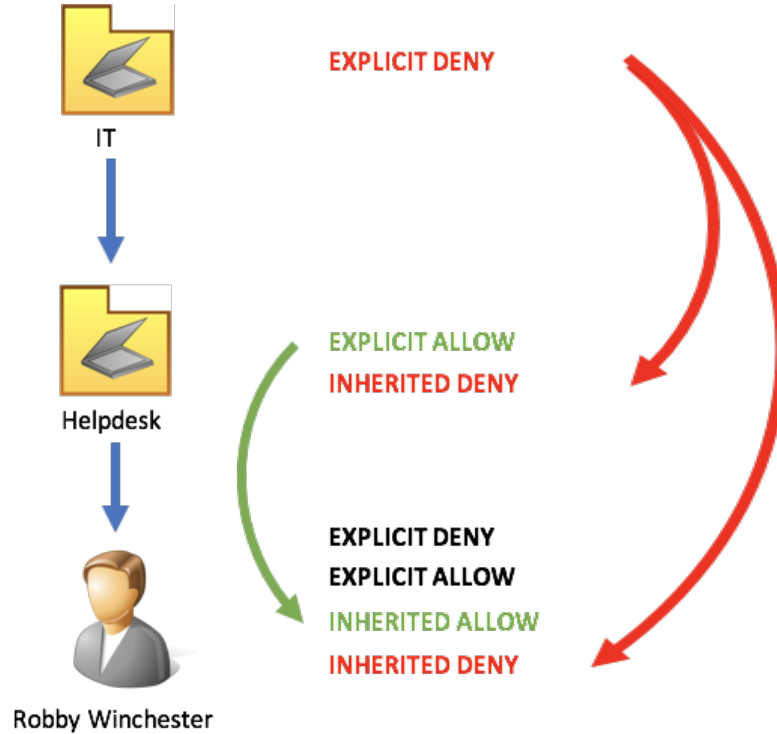 EXPLICIT DENY
IT
EXPLICIT ALLOW
INHERITED DENY
Helpdesk
EXPLICIT DENY
EXPLICIT ALLOW
INHERITED ALLOW
INHERITED DENY
Robby Winchester